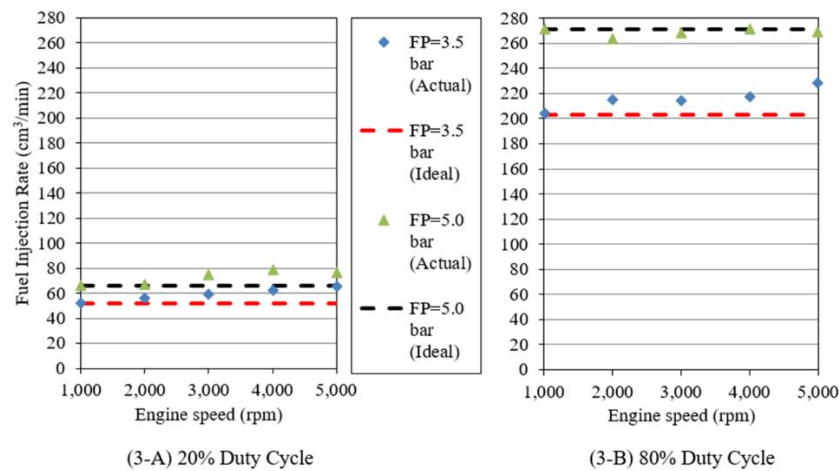 Fuel Injection Rate (cm³/min)
280
260
240
220
200
180
160
140
120
100
80
60
40
20
0
1,000 2,000 3,000 4,000 5,000
Engine speed (rpm)
(3-A) 20% Duty Cycle
FP=3.5
bar
(Actual)
FP=3.5
bar
(Ideal)
FP=5.0
bar
(Actual)
FP=5.0
bar
(Ideal)
280
260
240
220
200
180
160
140
120
100
80
60
40
20
0
1,000 2,000 3,000 4,000 5,000
Engine speed (rpm)
(3-B) 80% Duty Cycle